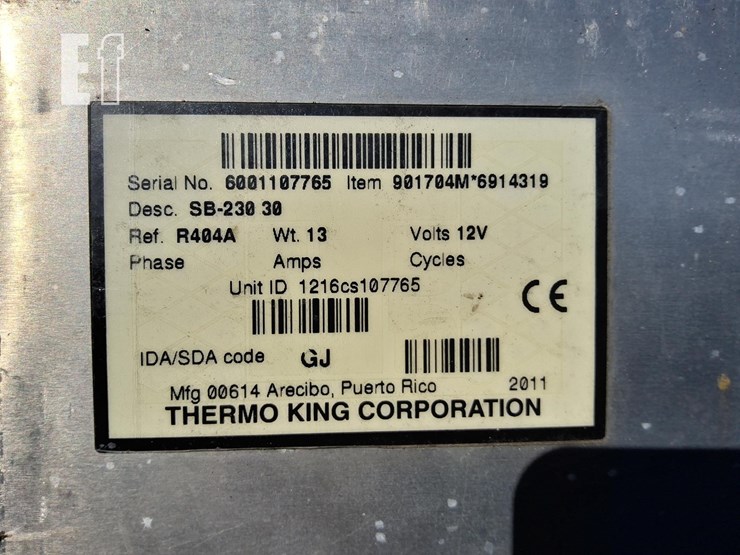 Ef
Serial No. 6001107765 Item 901704M*6914319
Desc. SB-230 30
Ref. R404A Wt. 13 Volts 12V
Phase Amps Cycles
Unit ID 1216cs107765
CE
IDA/SDA code GJ
Mfg 00614 Arecibo, Puerto Rico 2011
THERMO KING CORPORATION